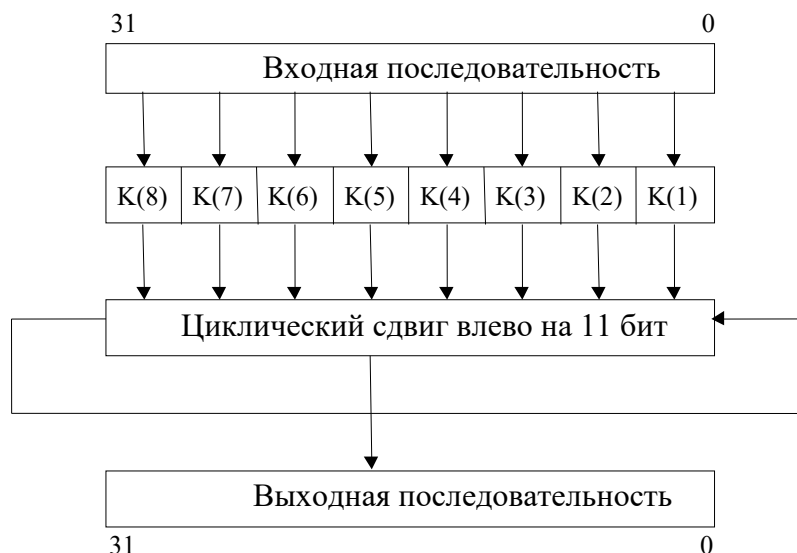 31 0
Входная последовательность
K(8) K(7) K(6) K(5) K(4) K(3) K(2) K(1)
Циклический сдвиг влево на 11 бит
Выходная последовательность
31 0